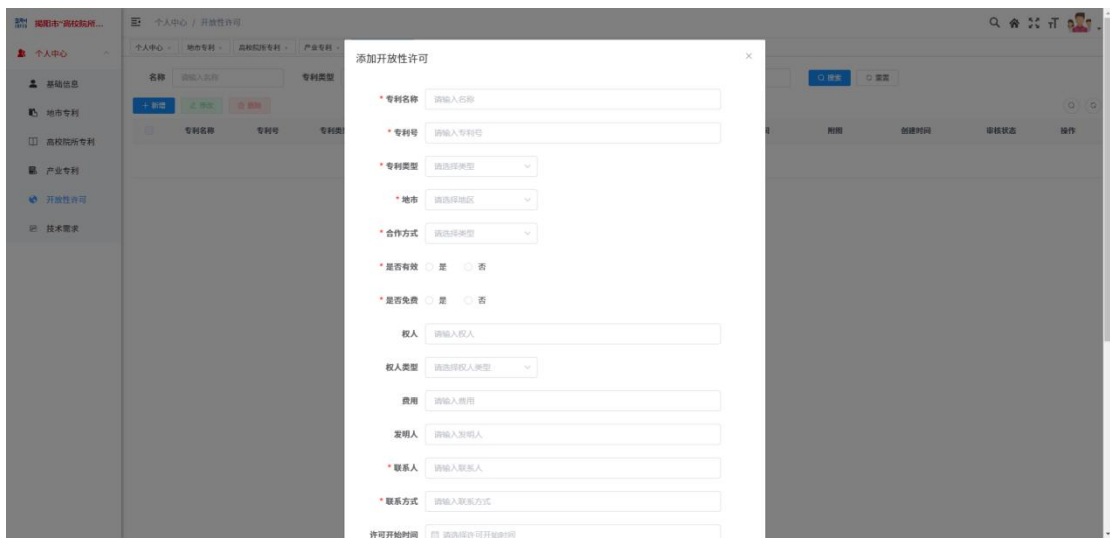 揭阳市“高校院所...
个人中心 / 开放性许可
个人中心
个人中心 地市专利 高校院所专利 产业专利
基础信息
地市专利
高校院所专利
产业专利
开放性许可
技术需求
名称 请输入名称 专利类型 搜索 重置
+ 新增 修改 删除
专利名称 专利号 专利类 附图 创建时间 审核状态 操作
添加开放性许可 ×
* 专利名称 请输入名称
* 专利号 请输入专利号
* 专利类型 请选择类型
* 地市 请选择地区
* 合作方式 请选择类型
* 是否有效 是 否
* 是否免费 是 否
权人 请输入权人
权人类型 请选择权人类型
费用 请输入费用
发明人 请输入发明人
* 联系人 请输入联系人
* 联系方式 请输入联系方式
许可开始时间 请选择许可开始时间